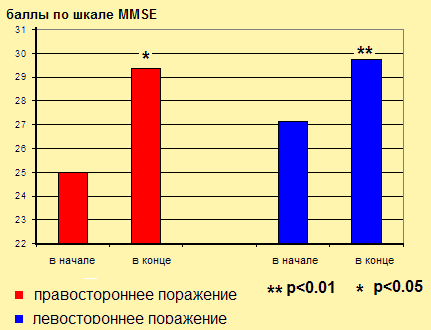 баллы по шкале MMSE
31
30
29
28
27
26
25
24
23
22
*
**
в начале
в конце
в начале
в конце
** p<0.01
* p<0.05
правостороннее поражение
левостороннее поражение